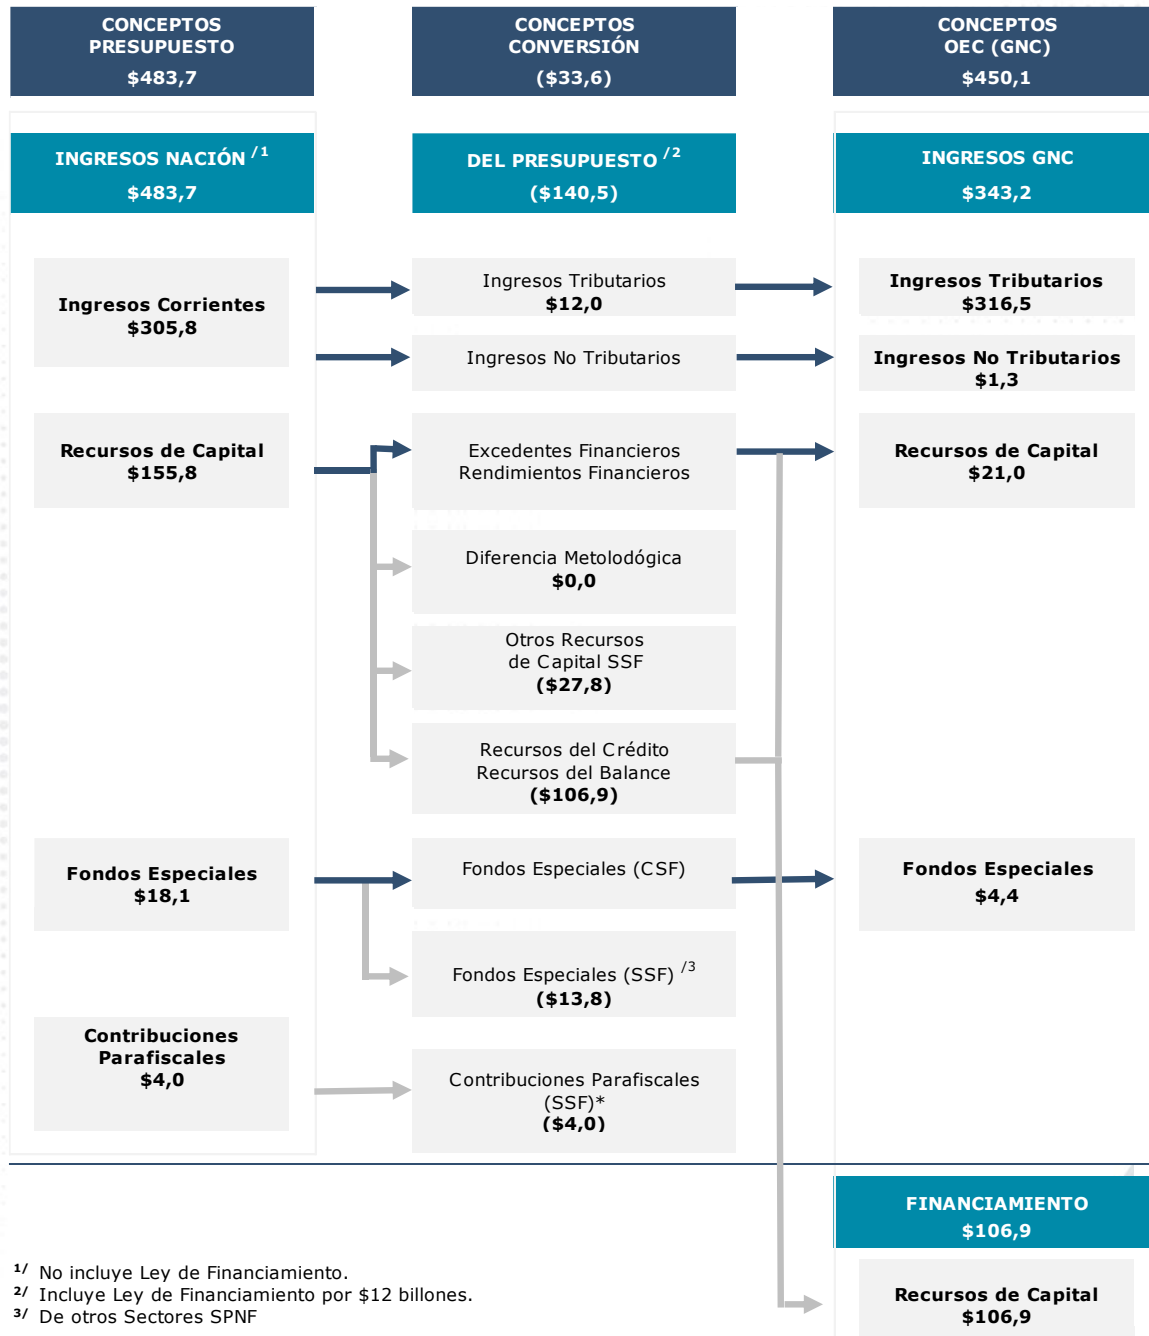 CONCEPTOS
PRESUPUESTO
$483,7
CONCEPTOS
CONVERSIÓN
($33,6)
CONCEPTOS
OEC (GNC)
$450,1
INGRESOS NACIÓN /1
$483,7
DEL PRESUPUESTO /2
($140,5)
INGRESOS GNC
$343,2
Ingresos Corrientes
$305,8
Ingresos Tributarios
$12,0
Ingresos Tributarios
$316,5
Ingresos No Tributarios
Ingresos No Tributarios
$1,3
Recursos de Capital
$155,8
Excedentes Financieros
Rendimientos Financieros
Recursos de Capital
$21,0
Diferencia Metolodógica
$0,0
Otros Recursos
de Capital SSF
($27,8)
Recursos del Crédito
Recursos del Balance
($106,9)
Fondos Especiales
$18,1
Fondos Especiales (CSF)
Fondos Especiales
$4,4
Fondos Especiales (SSF) /3
($13,8)
Contribuciones
Parafiscales
$4,0
Contribuciones Parafiscales
(SSF)*
($4,0)
FINANCIAMIENTO
$106,9
Recursos de Capital
$106,9
1/ No incluye Ley de Financiamiento.
2/ Incluye Ley de Financiamiento por $12 billones.
3/ De otros Sectores SPNF